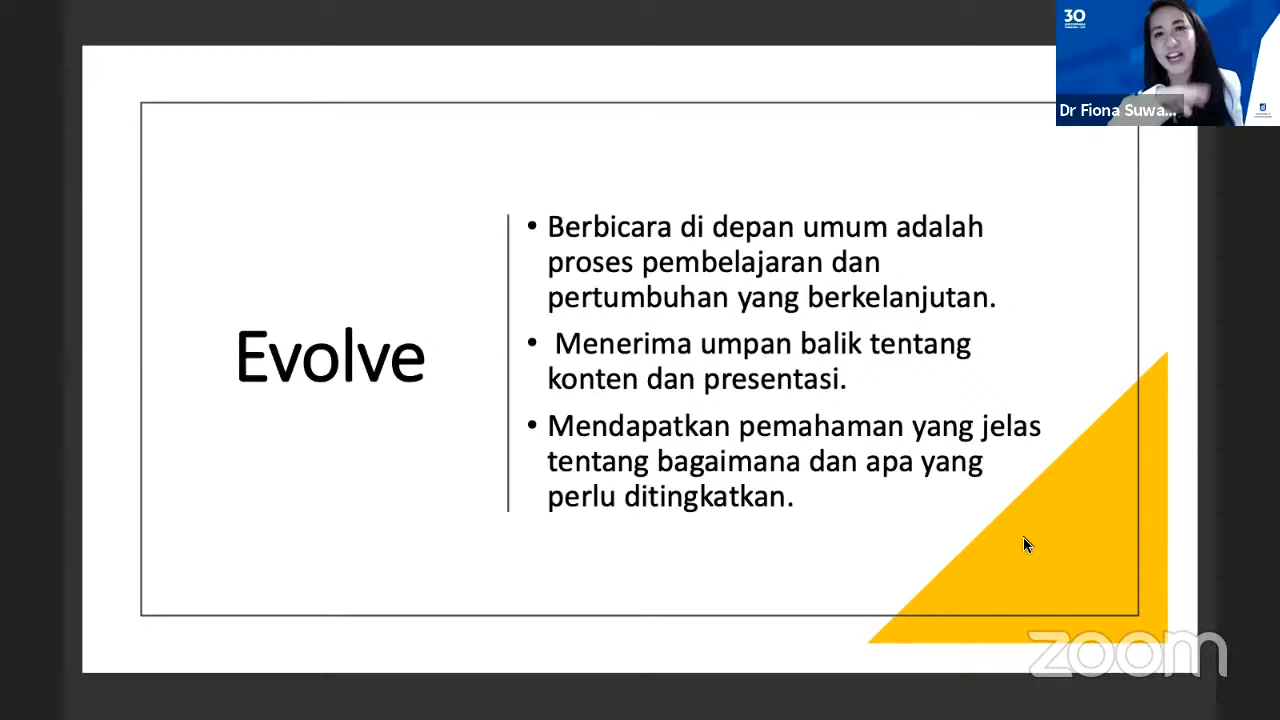 30
Dr Fiona Suwa...
Evolve
• Berbicara di depan umum adalah
proses pembelajaran dan
pertumbuhan yang berkelanjutan.
• Menerima umpan balik tentang
konten dan presentasi.
• Mendapatkan pemahaman yang jelas
tentang bagaimana dan apa yang
perlu ditingkatkan.
zoom